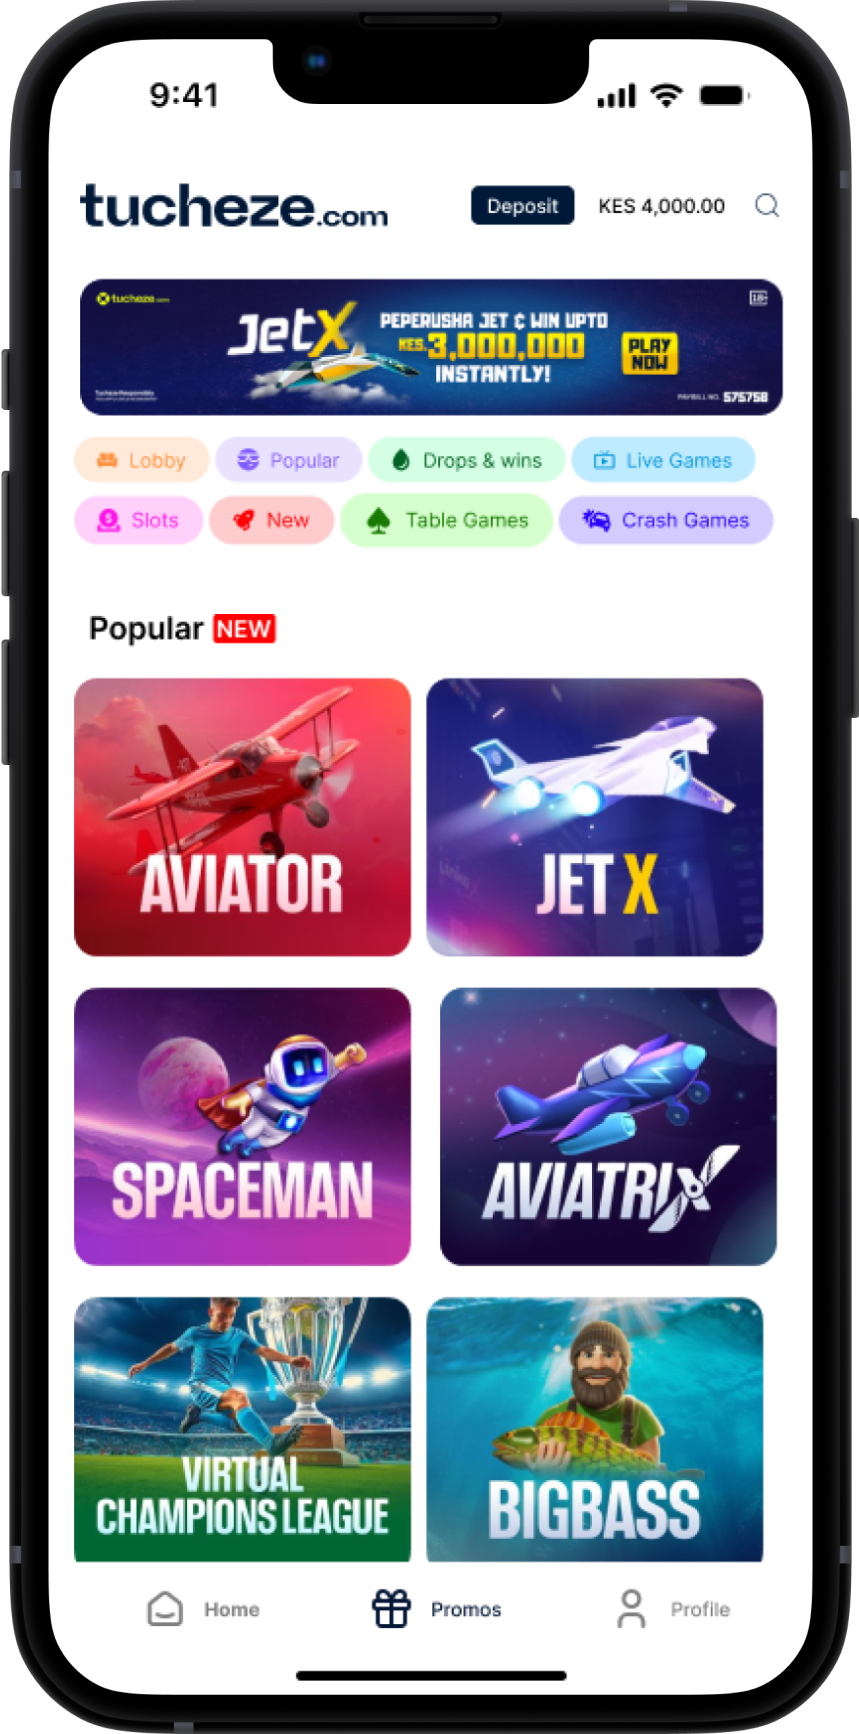 9:41
tucheze.com
Deposit
KES 4,000.00
tucheze.com
18+
JetX
PEPERUSHA JET & WIN UPTO
KES.3,000,000
INSTANTLY!
PLAY
NOW
PAYBILL NO. 575758
Lobby
Popular
Drops & wins
Live Games
Slots
New
Table Games
Crash Games
Popular NEW
AVIATOR
JET X
SPACEMAN
AVIATRIX
VIRTUAL
CHAMPIONS LEAGUE
BIGBASS
Home
Promos
Profile